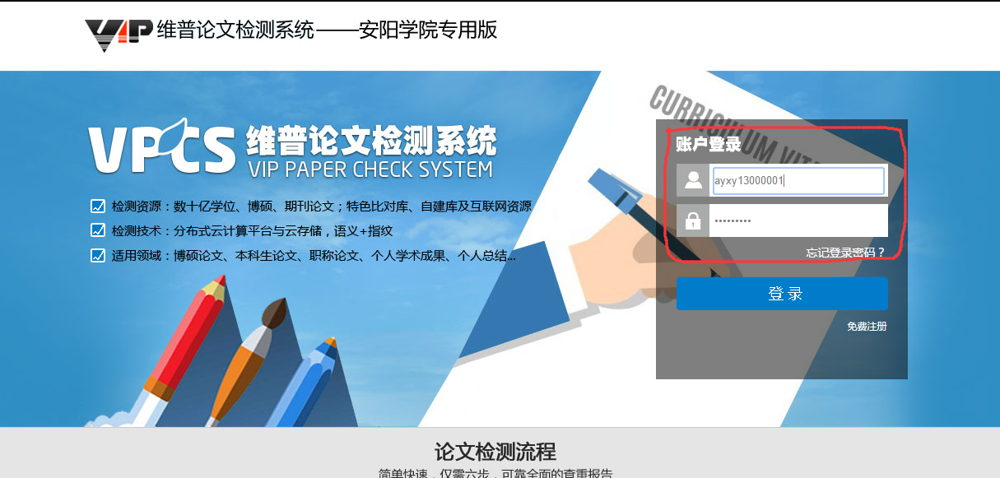 VIP 维普论文检测系统——安阳学院专用版
CURRICULUM VITAE
VPCS 维普论文检测系统
VIP PAPER CHECK SYSTEM
检测资源：数十亿学位、博硕、期刊论文；特色比对库、自建库及互联网资源
检测技术：分布式云计算平台与云存储，语义+指纹
适用领域：博硕论文、本科生论文、职称论文、个人学术成果、个人总结...
账户登录
ayxy13000001
•••••••••
忘记登录密码？
登 录
免费注册
论文检测流程
简单快速，仅需六步，可靠全面的查重报告